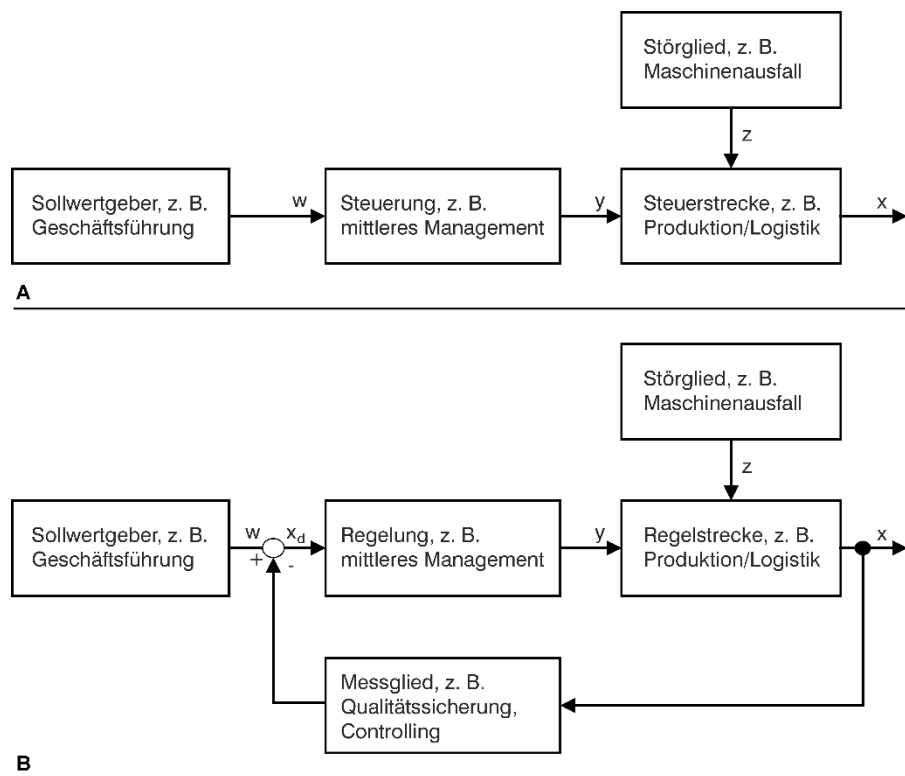 Störglied, z. B.
Maschinenausfall
z
Sollwertgeber, z. B.
Geschäftsführung
w
Steuerung, z. B.
mittleres Management
y
Steuerstrecke, z. B.
Produktion/Logistik
x
A
Störglied, z. B.
Maschinenausfall
z
Sollwertgeber, z. B.
Geschäftsführung
w
+
-
xd
Regelung, z. B.
mittleres Management
y
Regelstrecke, z. B.
Produktion/Logistik
x
Messglied, z. B.
Qualitätssicherung,
Controlling
B